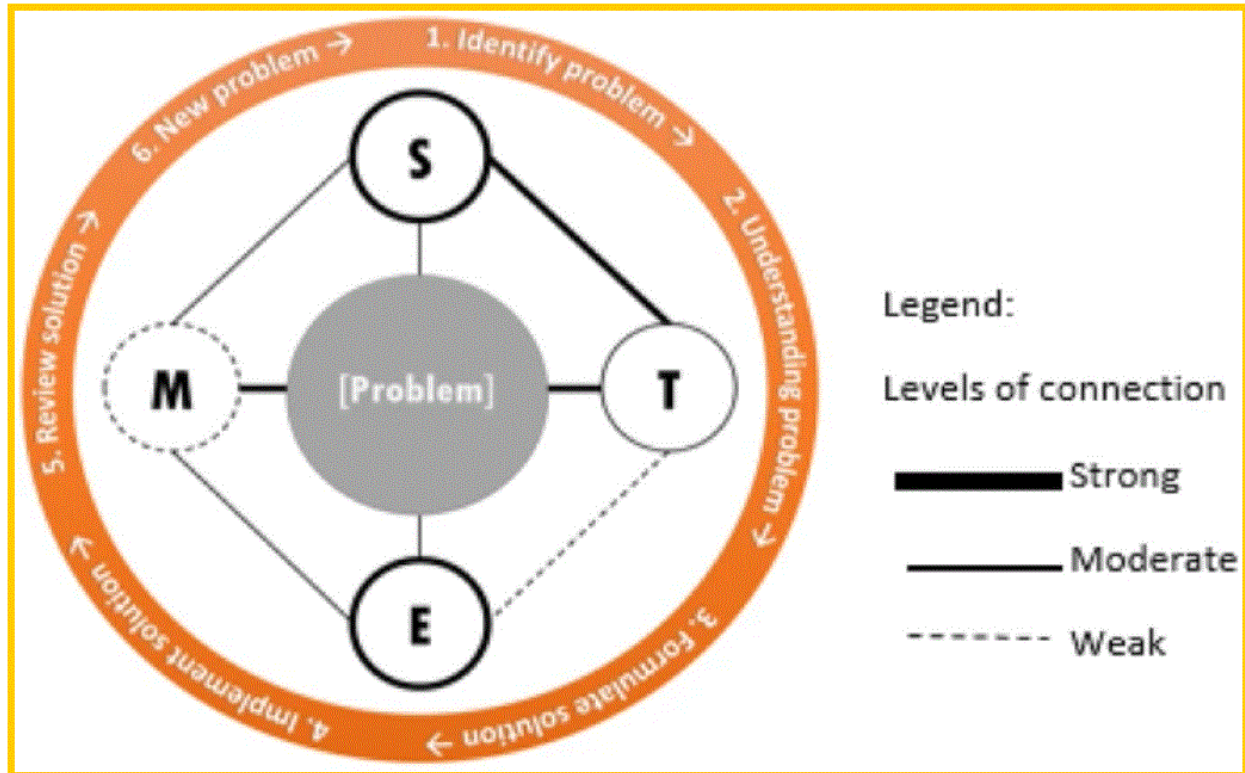 1. Identify problem →
2. Understanding problem →
3. Formulate solution →
4. Implement solution →
5. Review solution →
6. New problem →
S
M
[Problem]
T
E
Legend:
Levels of connection
Strong
Moderate
Weak